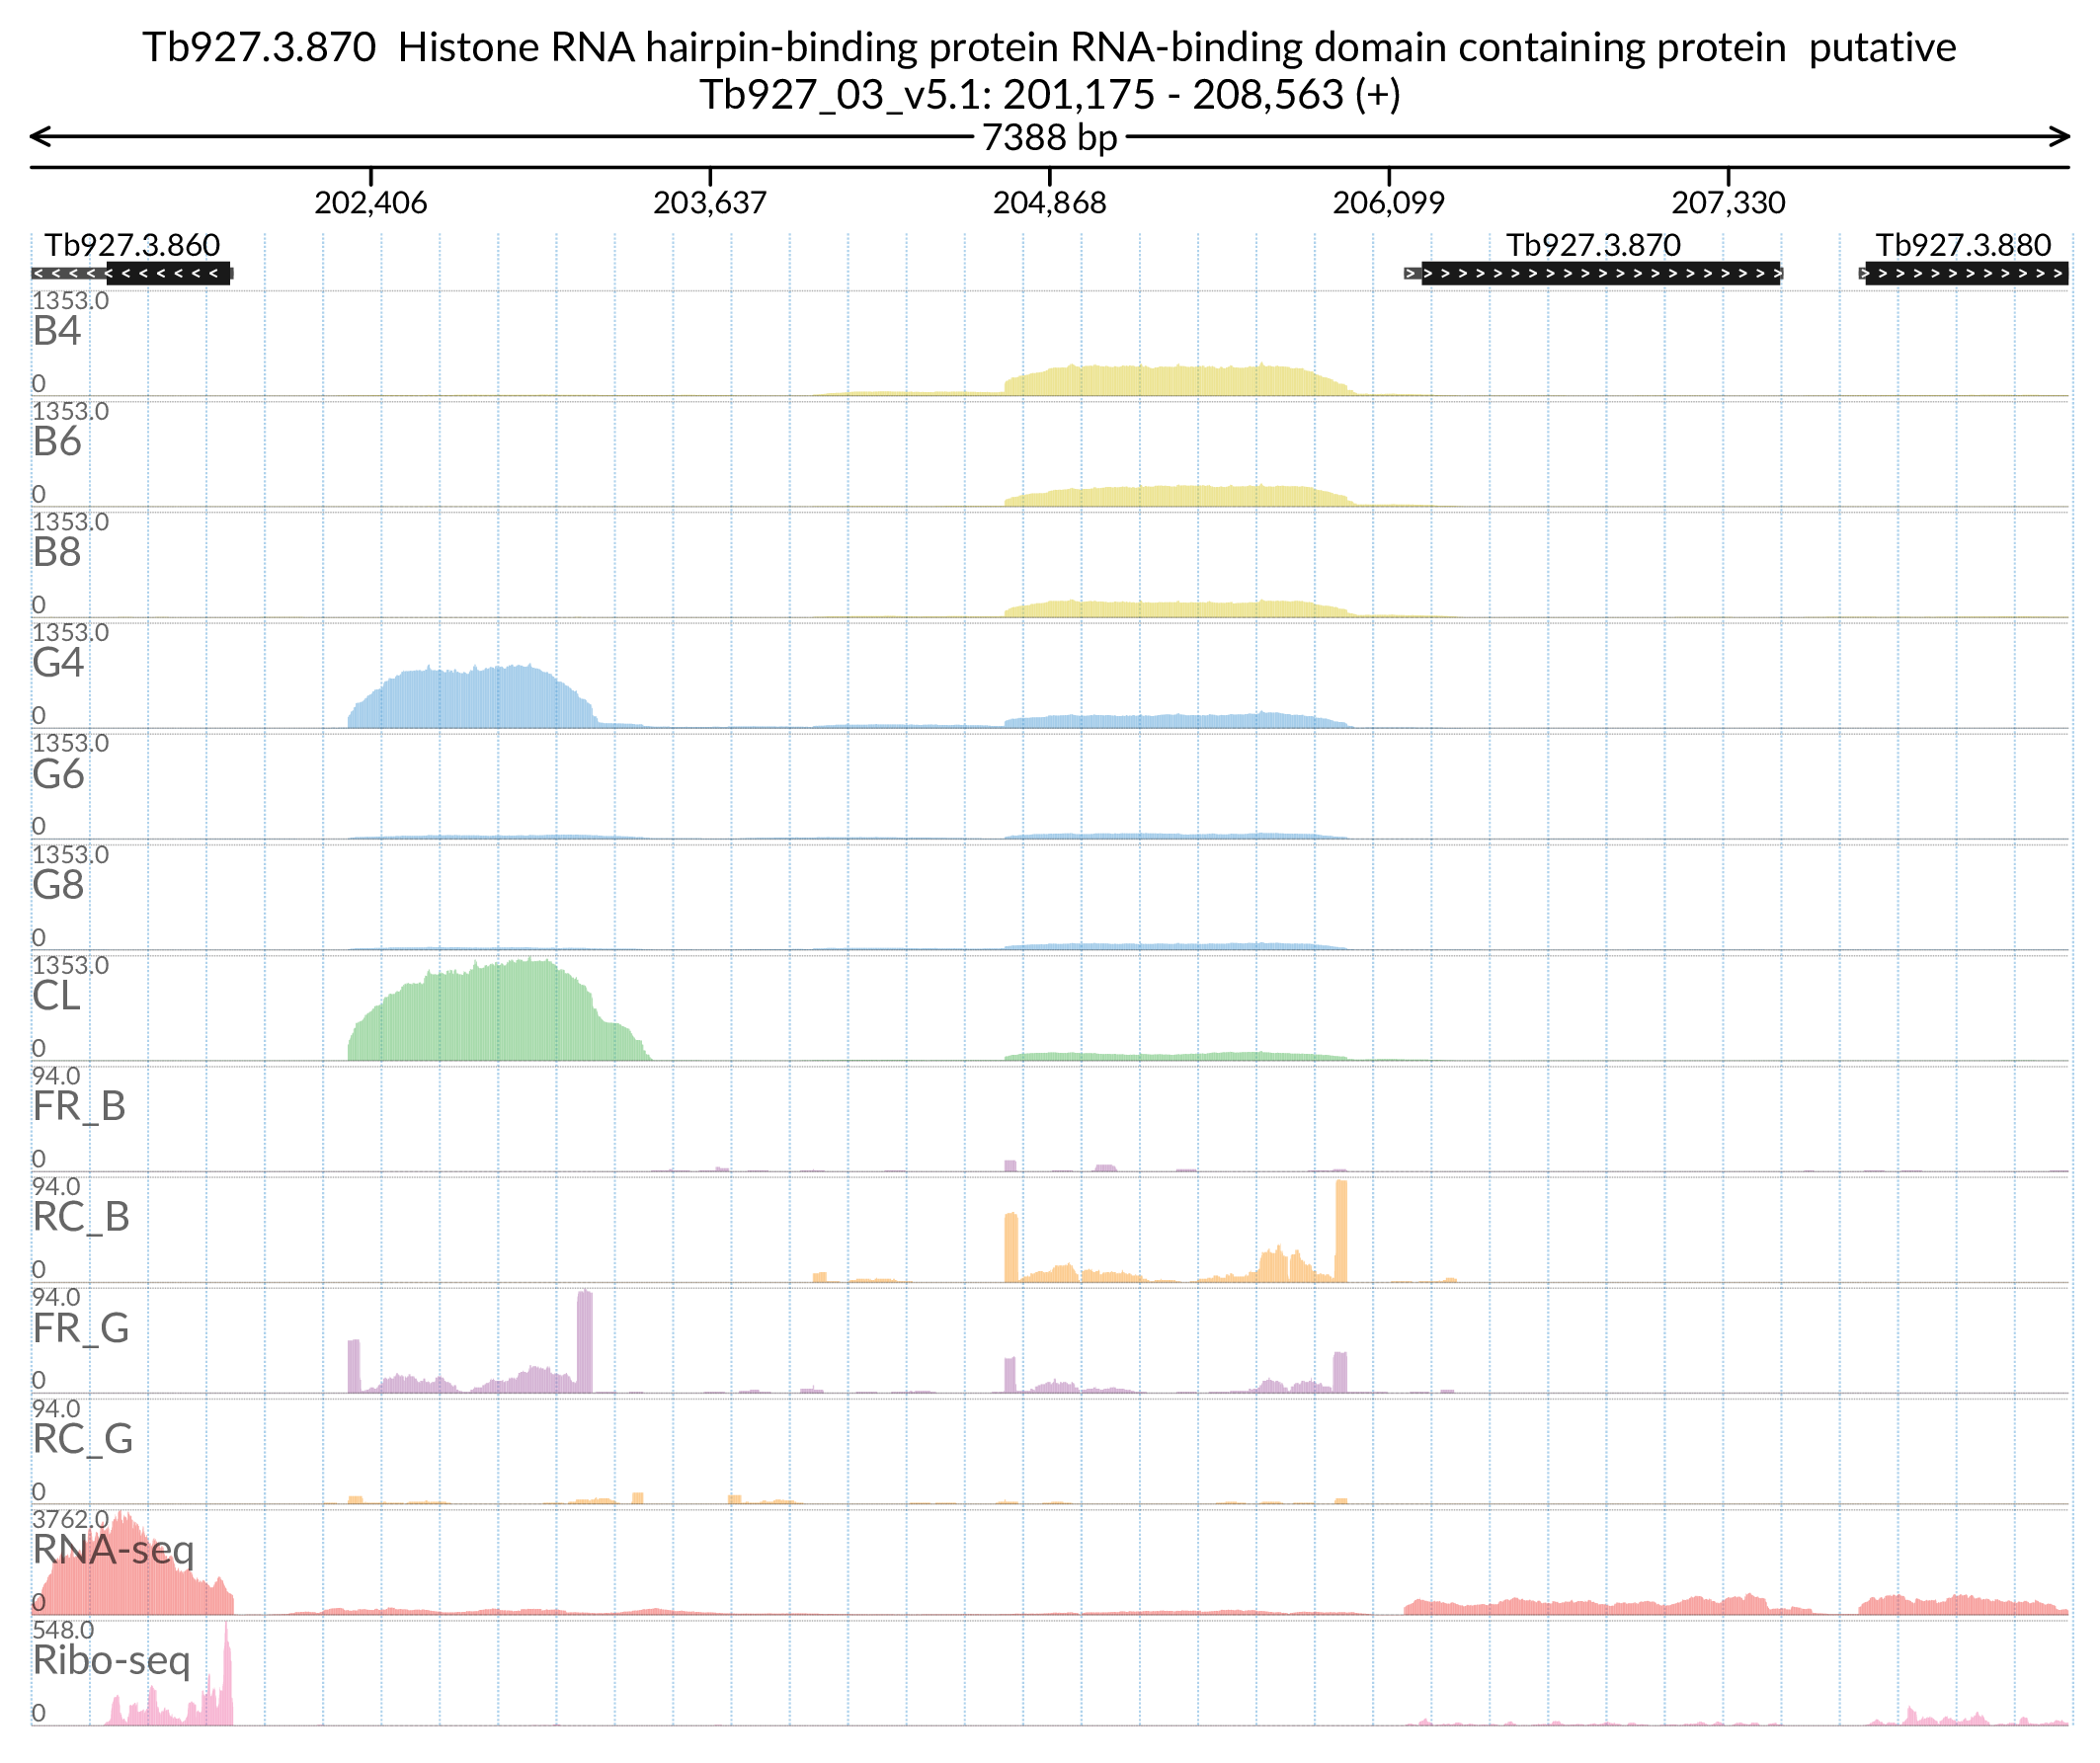 Tb927.3.870  Histone RNA hairpin-binding protein RNA-binding domain containing protein  putative
Tb927_03_v5.1: 201,175 - 208,563 (+)
7388 bp
202,406 203,637 204,868 206,099 207,330
Tb927.3.860 Tb927.3.870 Tb927.3.880
1353.0
B4
0
1353.0
B6
0
1353.0
B8
0
1353.0
G4
0
1353.0
G6
0
1353.0
G8
0
1353.0
CL
0
94.0
FR_B
0
94.0
RC_B
0
94.0
FR_G
0
94.0
RC_G
0
3762.0
RNA-seq
0
548.0
Ribo-seq
0